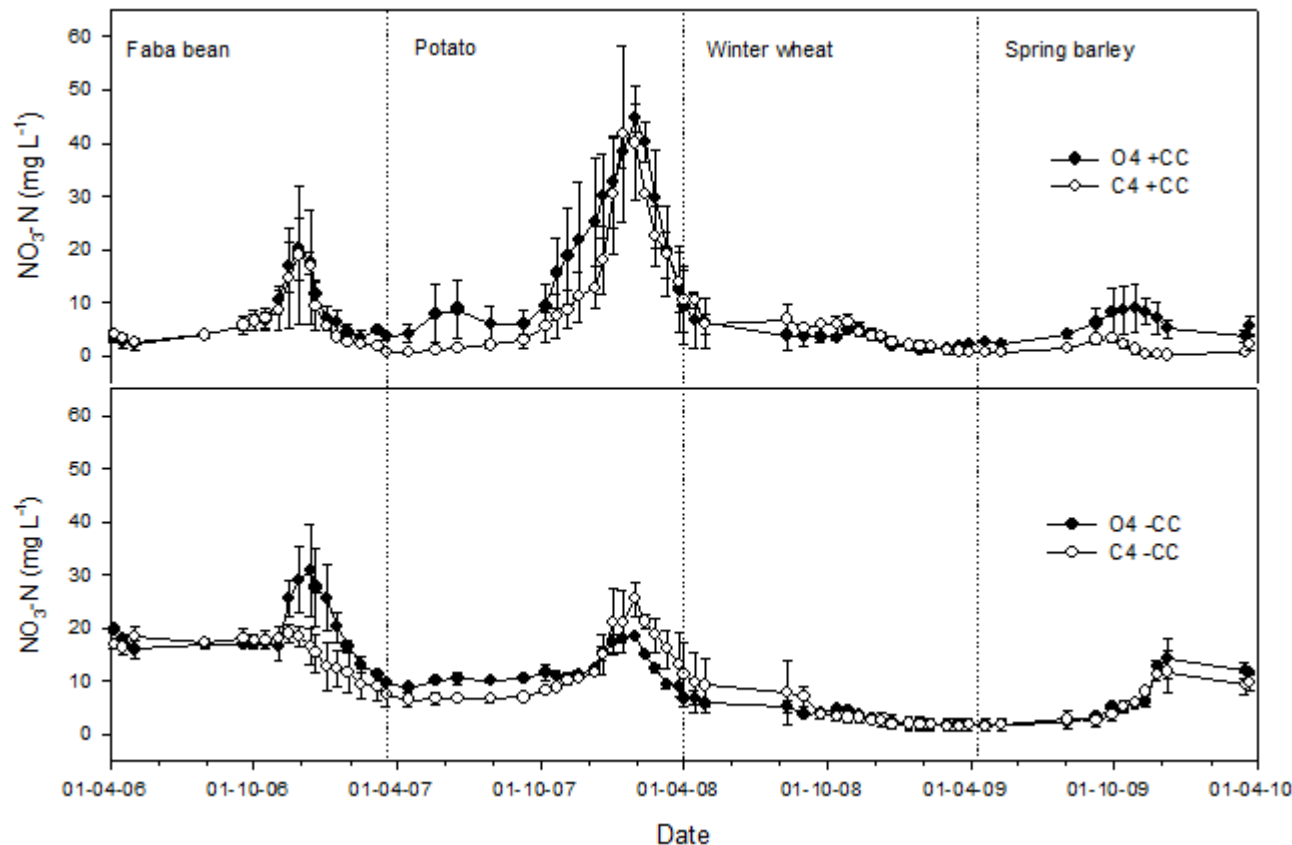 60
50
40
30
20
10
0
NO₃-N (mg L⁻¹)
Faba bean
Potato
Winter wheat
Spring barley
O4 +CC
C4 +CC
60
50
40
30
20
10
0
NO₃-N (mg L⁻¹)
O4 -CC
C4 -CC
01-04-06
01-10-06
01-04-07
01-10-07
01-04-08
01-10-08
01-04-09
01-10-09
01-04-10
Date